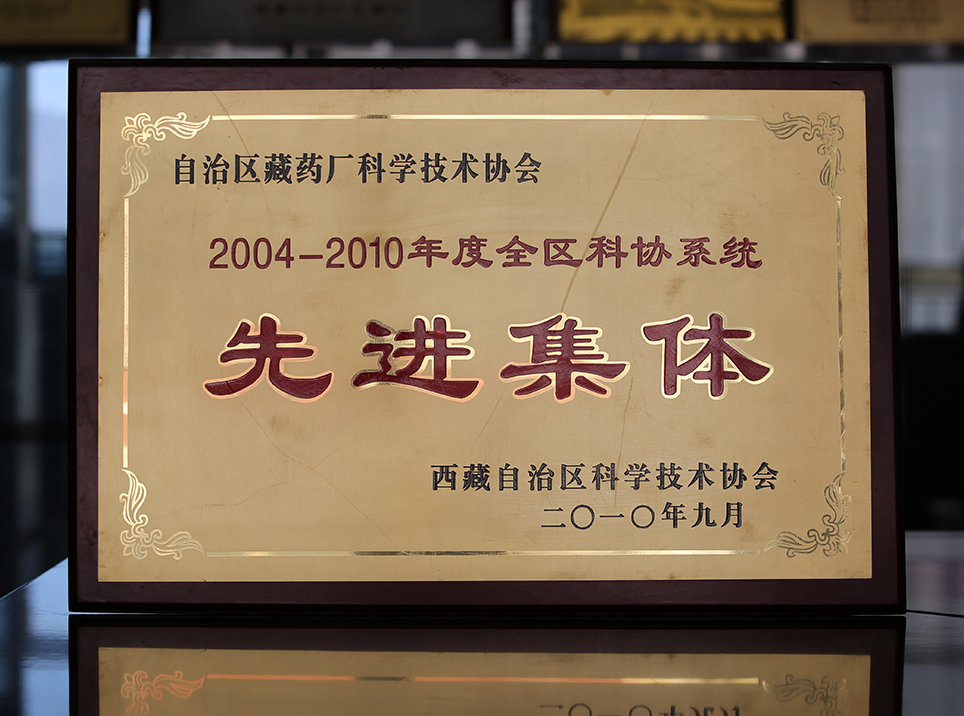 自治区藏药厂科学技术协会
2004-2010年度全区科协系统
先进集体
西藏自治区科学技术协会
二〇一〇年九月